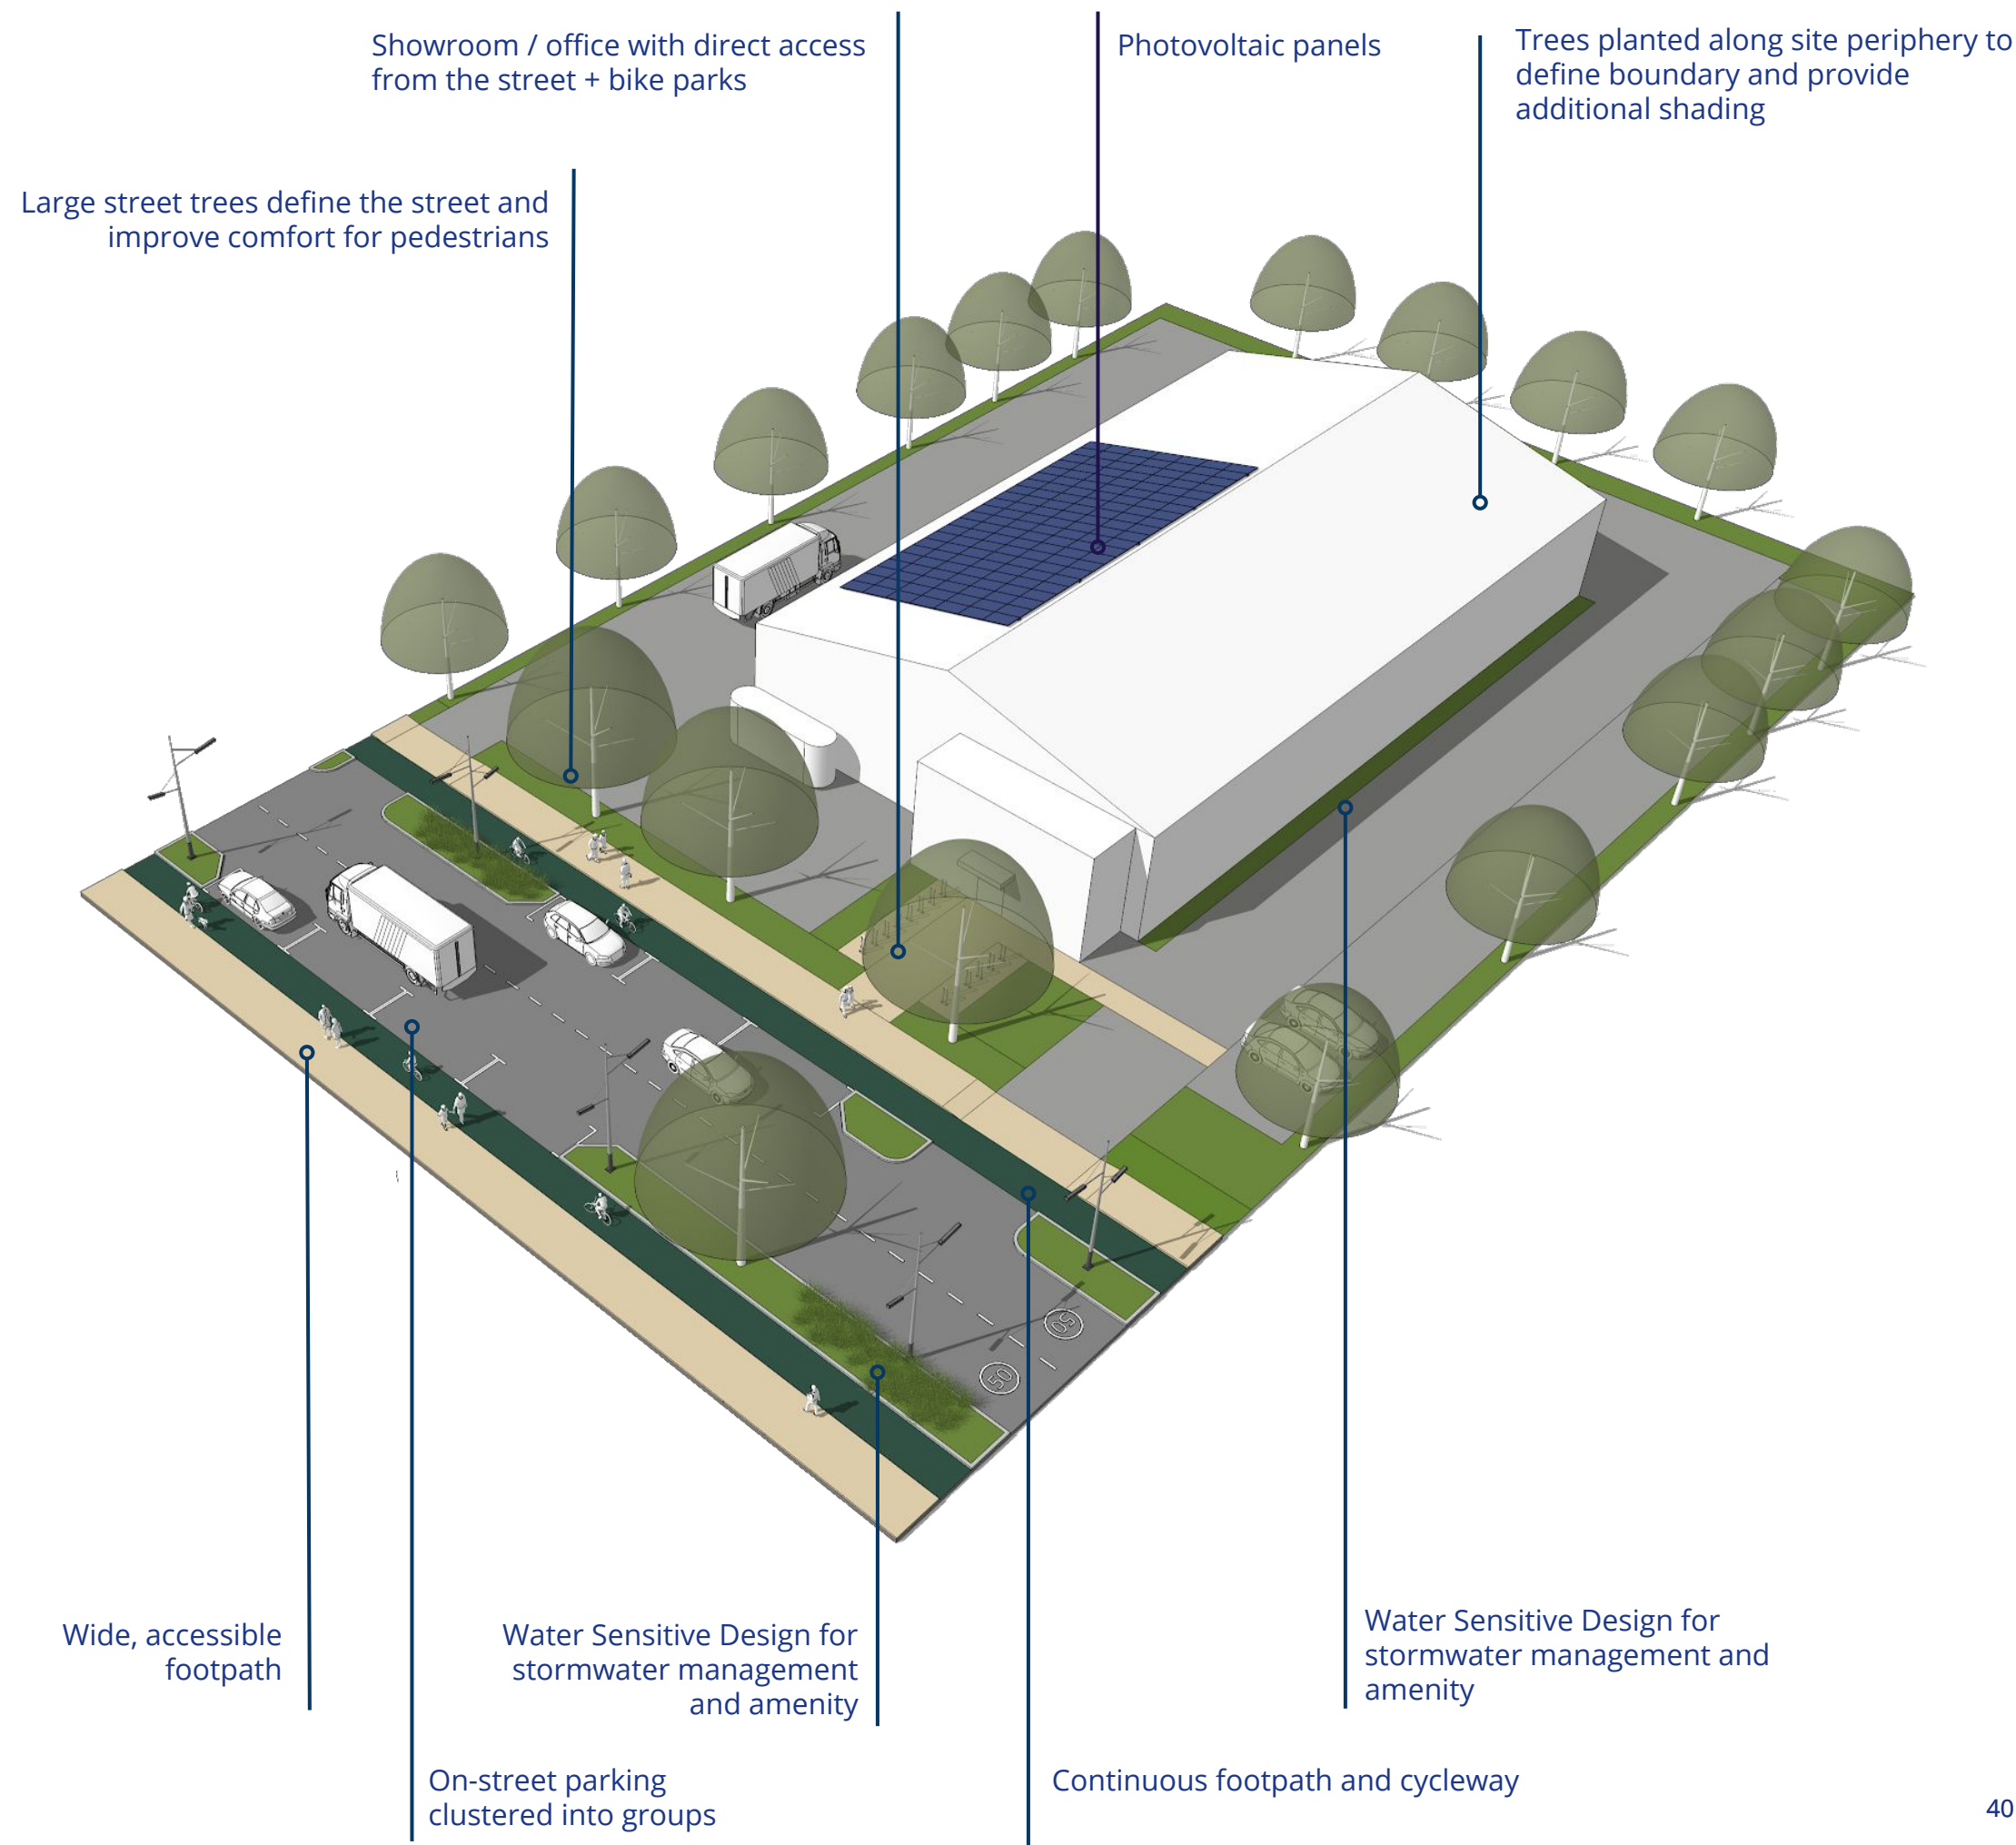 Showroom / office with direct access
from the street + bike parks
Photovoltaic panels
Trees planted along site periphery to
define boundary and provide
additional shading
Large street trees define the street and
improve comfort for pedestrians
50
50
Wide, accessible
footpath
Water Sensitive Design for
stormwater management
and amenity
Water Sensitive Design for
stormwater management and
amenity
On-street parking
clustered into groups
Continuous footpath and cycleway
40